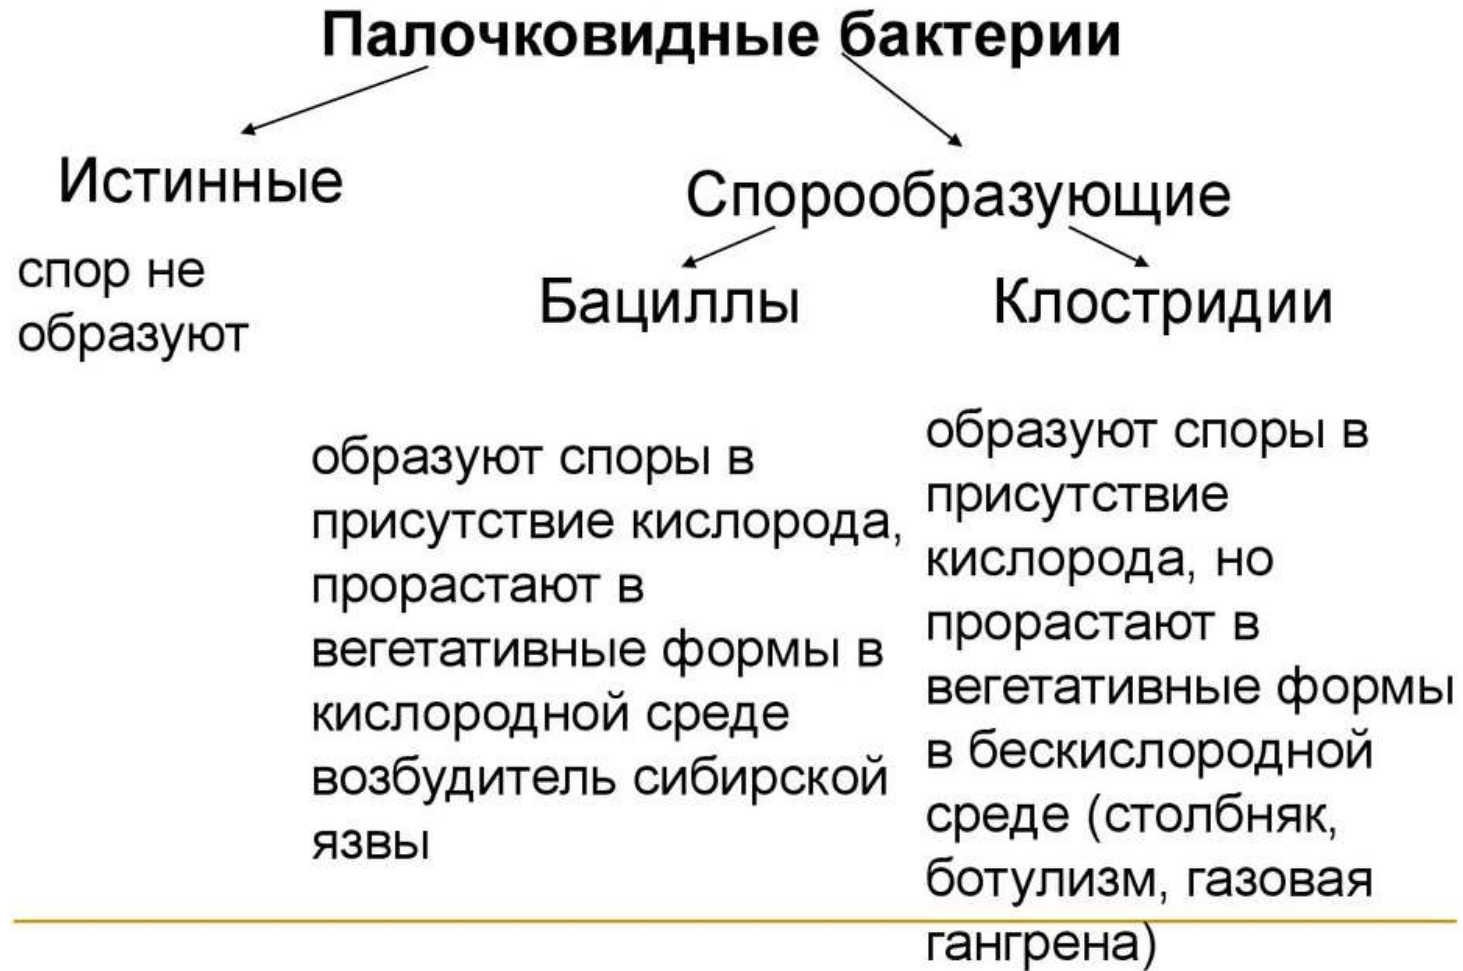 Палочковидные бактерии
Истинные
спор не
образуют
Спорообразующие
Бациллы
образуют споры в
присутствие кислорода,
прорастают в
вегетативные формы в
кислородной среде
возбудитель сибирской
язвы
Клостридии
образуют споры в
присутствие
кислорода, но
прорастают в
вегетативные формы
в бескислородной
среде (столбняк,
ботулизм, газовая
гангрена)